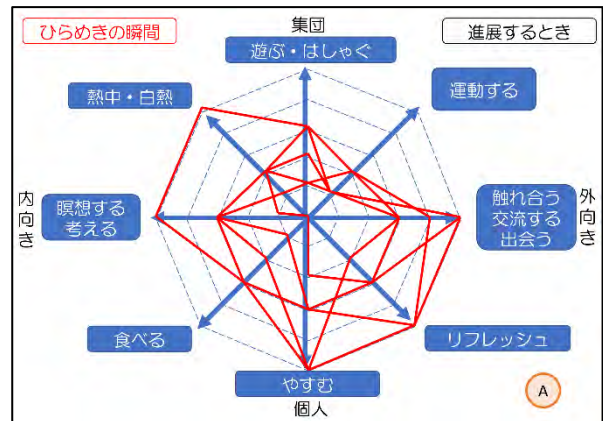 ひらめきの瞬間
集団
進展するとき
遊ぶ・はしゃぐ
熱中・白熱
運動する
内向き
瞑想する
考える
触れ合う
交流する
出会う
外向き
食べる
リフレッシュ
やすむ
個人
A